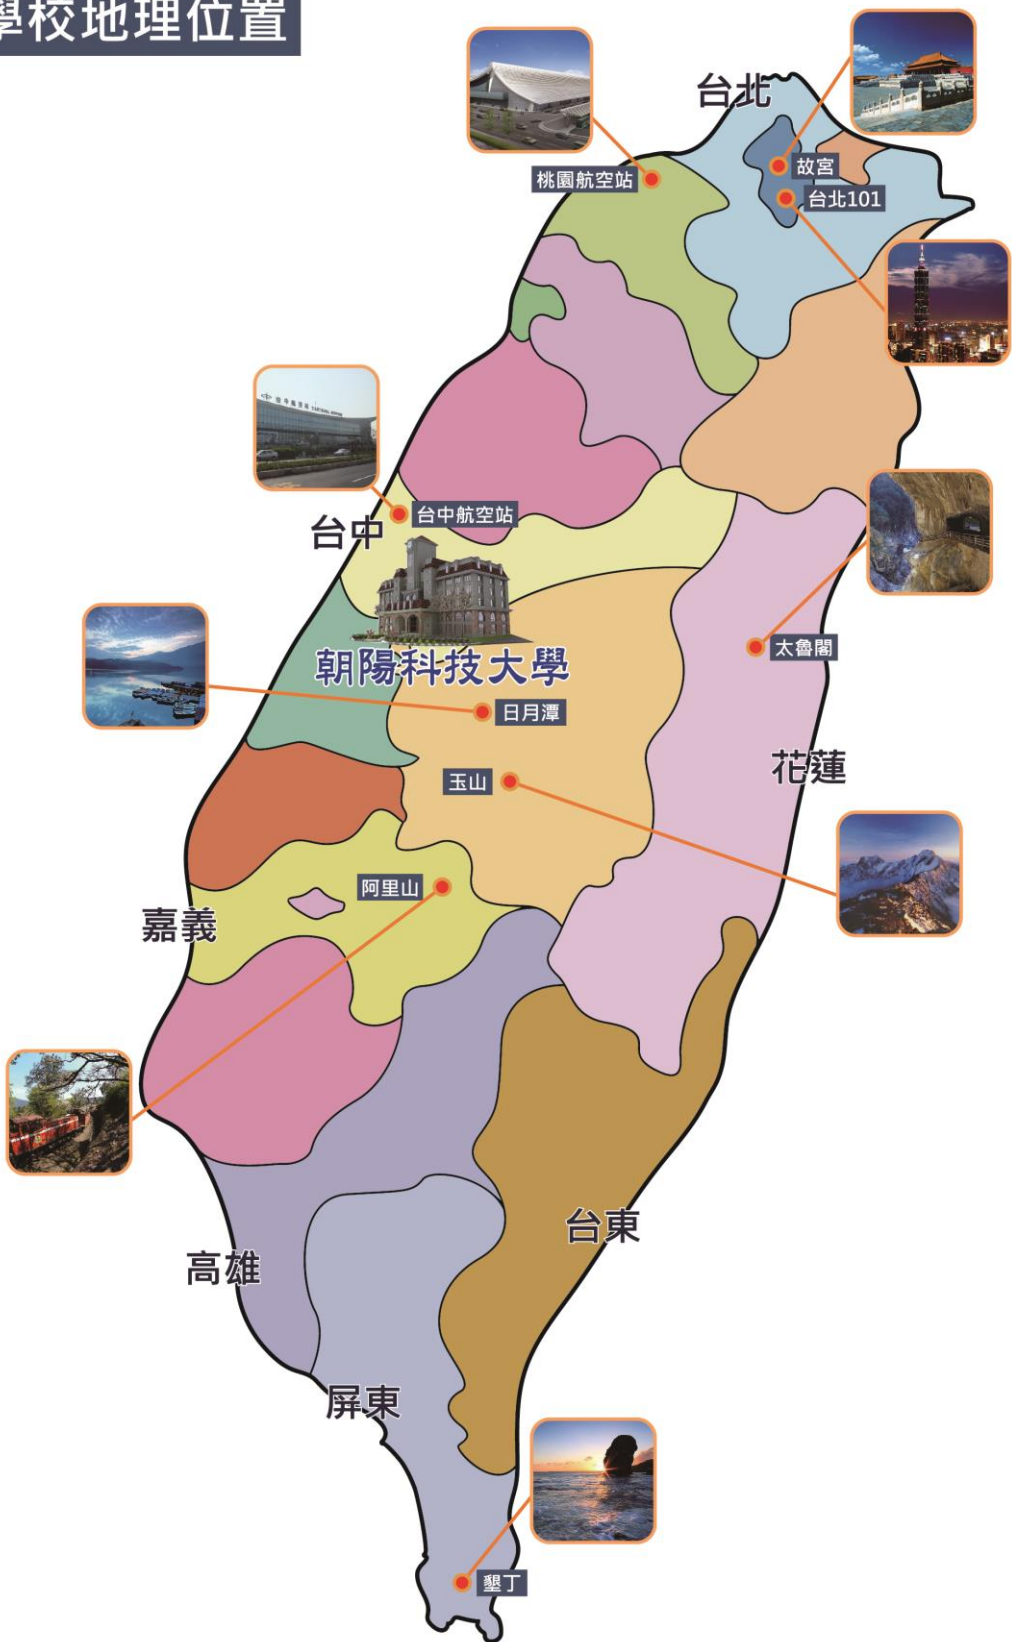 學校地理位置
台北
故宮
桃園航空站
台北101
台中航空站
台中
朝陽科技大學
太魯閣
日月潭
花蓮
玉山
阿里山
嘉義
台東
高雄
屏東
墾丁